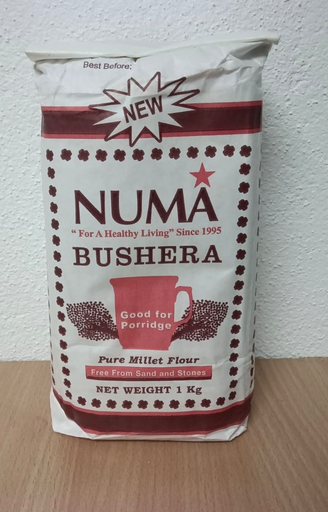 Best Before:
NEW
NUMA
“For A Healthy Living” Since 1995
BUSHERA
Good for
Porridge
Pure Millet Flour
Free From Sand and Stones
NET WEIGHT 1 Kg